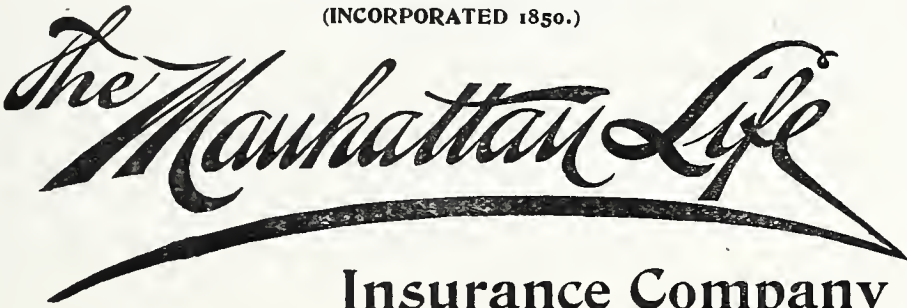 (INCORPORATED 1850.)
The Manhattan Life
Insurance Company